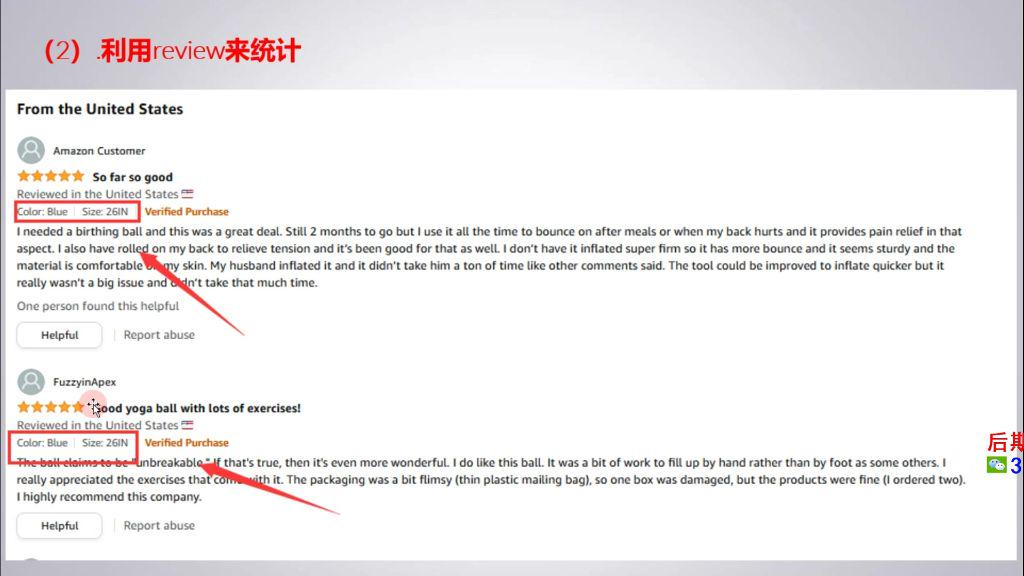 （2）.利用review来统计
From the United States
Amazon Customer
So far so good
Reviewed in the United States
Color: Blue | Size: 26IN Verified Purchase
I needed a birthing ball and this was a great deal. Still 2 months to go but I use it all the time to bounce on after meals or when my back hurts and it provides pain relief in that
aspect. I also have rolled on my back to relieve tension and it's been good for that as well. I don't have it inflated super firm so it has more bounce and it seems sturdy and the
material is comfortable on my skin. My husband inflated it and it didn't take him a ton of time like other comments said. The tool could be improved to inflate quicker but it
really wasn't a big issue and didn't take that much time.
One person found this helpful
Helpful | Report abuse
FuzzyinApex
Good yoga ball with lots of exercises!
Reviewed in the United States
Color: Blue | Size: 26IN Verified Purchase
The ball claims to be "unbreakable." If that's true, then it's even more wonderful. I do like this ball. It was a bit of work to fill up by hand rather than by foot as some others. I
really appreciated the exercises that come with it. The packaging was a bit flimsy (thin plastic mailing bag), so one box was damaged, but the products were fine (I ordered two).
I highly recommend this company.
Helpful | Report abuse
后期
3